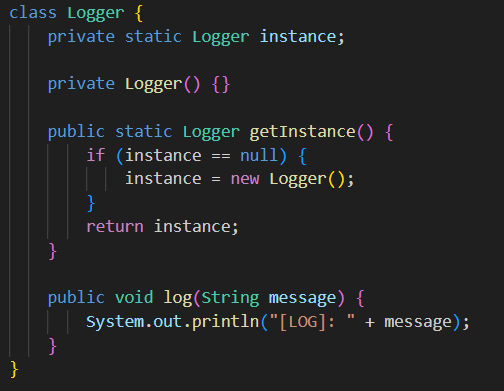 class Logger {
    private static Logger instance;

    private Logger() {}

    public static Logger getInstance() {
        if (instance == null) {
            instance = new Logger();
        }
        return instance;
    }

    public void log(String message) {
        System.out.println("[LOG]: " + message);
    }
}